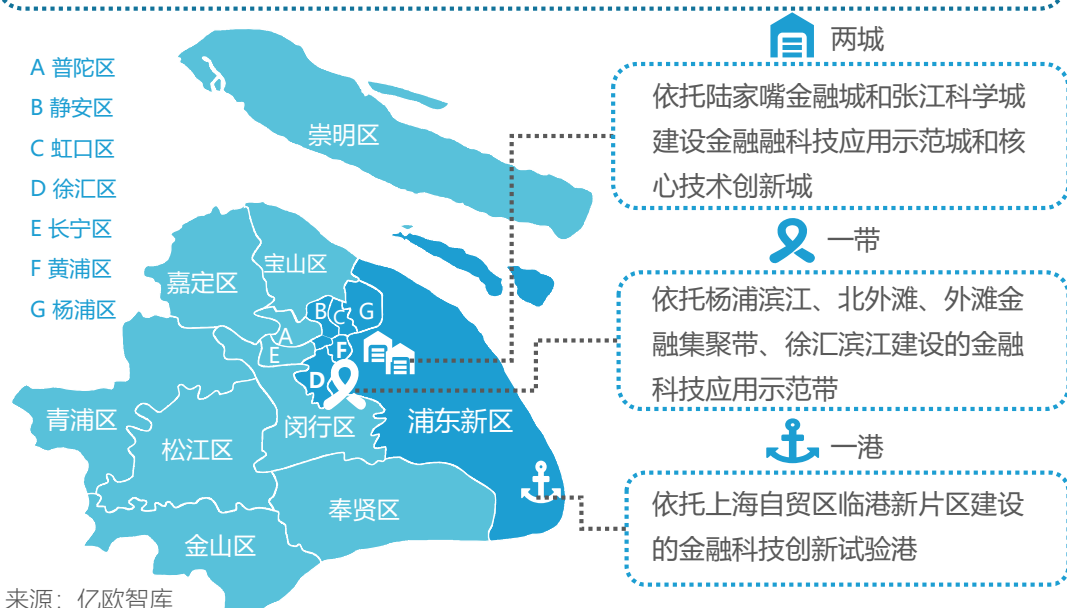 A 普陀区
B 静安区
C 虹口区
D 徐汇区
E 长宁区
F 黄浦区
G 杨浦区
崇明区
宝山区
嘉定区
B
C
G
A
E
F
D
青浦区
松江区
闵行区
浦东新区
奉贤区
金山区
两城
依托陆家嘴金融城和张江科学城
建设金融融科技应用示范城和核
心技术创新城
一带
依托杨浦滨江、北外滩、外滩金
融集聚带、徐汇滨江建设的金融
科技应用示范带
一港
依托上海自贸区临港新片区建设
的金融科技创新试验港
来源：亿欧智库